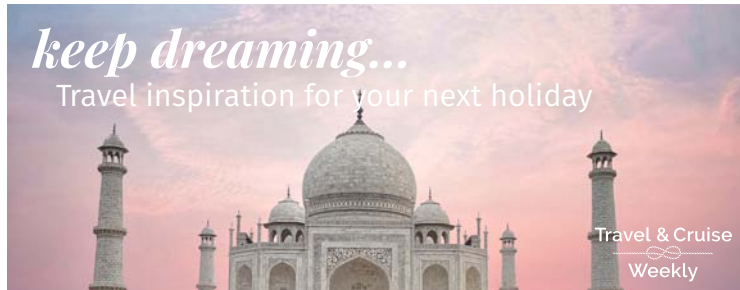 keep dreaming...
Travel inspiration for your next holiday
Travel & Cruise
Weekly